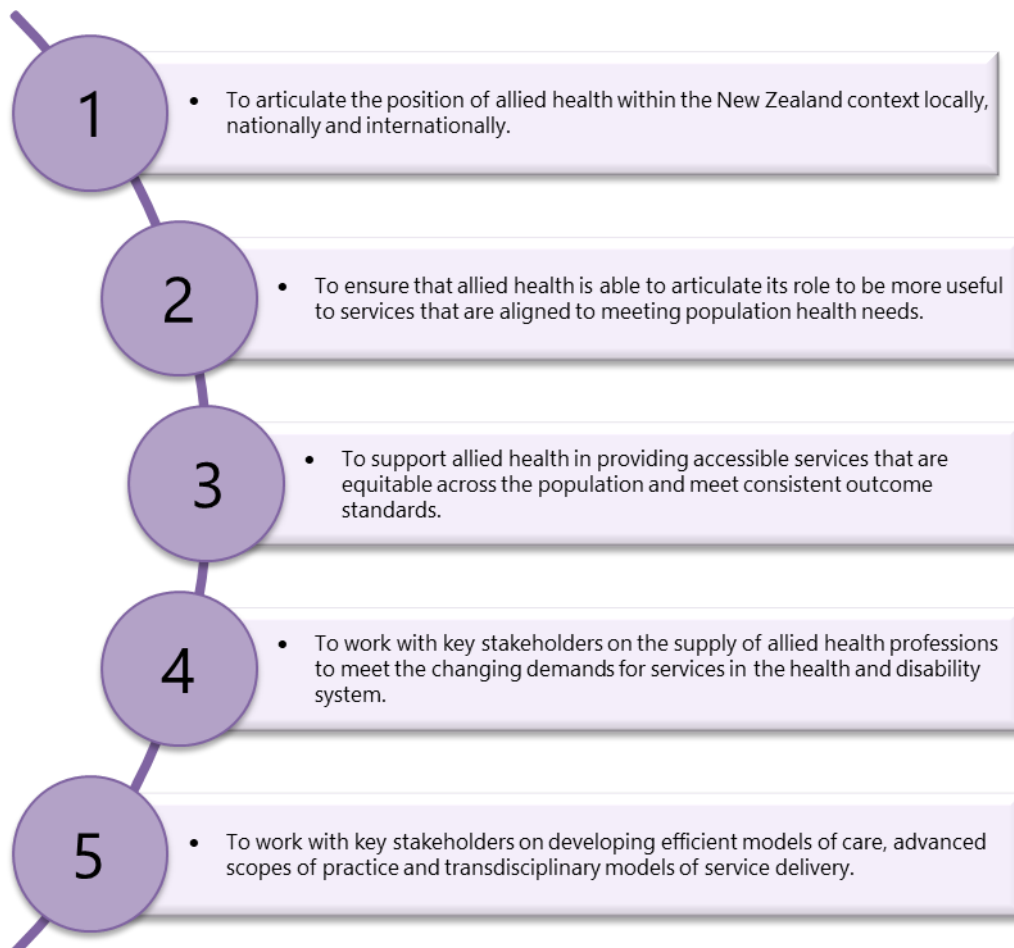 1
• To articulate the position of allied health within the New Zealand context locally,
nationally and internationally.
2
• To ensure that allied health is able to articulate its role to be more useful
to services that are aligned to meeting population health needs.
3
• To support allied health in providing accessible services that are
equitable across the population and meet consistent outcome
standards.
4
• To work with key stakeholders on the supply of allied health professions
to meet the changing demands for services in the health and disability
system.
5
• To work with key stakeholders on developing efficient models of care, advanced
scopes of practice and transdisciplinary models of service delivery.